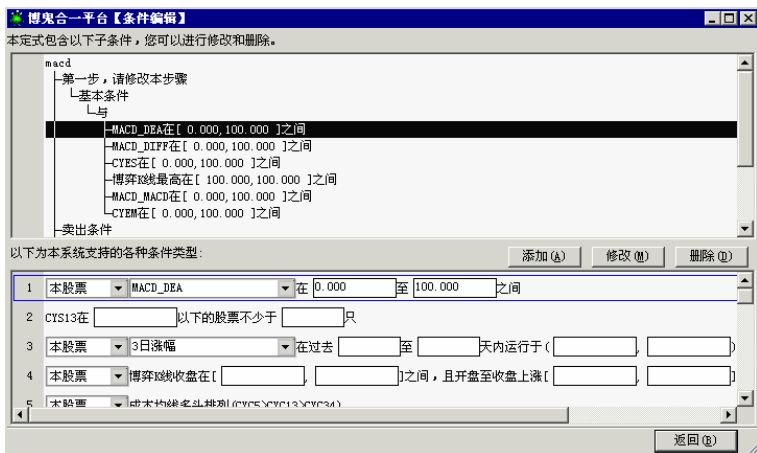 博鬼合一平台【条件编辑】
本定式包含以下子条件，您可以进行修改和删除。
macd
第一步，请修改本步骤
基本条件
与
MACD_DEA在[ 0.000,100.000 ]之间
MACD_DIFF在[ 0.000,100.000 ]之间
CYES在[ 0.000,100.000 ]之间
博弈K线最高在[ 100.000,100.000 ]之间
MACD_MACD在[ 0.000,100.000 ]之间
CYEM在[ 0.000,100.000 ]之间
卖出条件
以下为本系统支持的各种条件类型: 添加(A) 修改(M) 删除(D)
1 本股票 MACD_DEA 在 0.000 至 100.000 之间
2 CYS13在 以下的股票不少于 只
3 本股票 3日涨幅 在过去 至 天内运行于( , )
4 本股票 博弈K线收盘在[ , ]之间，且开盘至收盘上涨[ , ]
5 本股票 成本均线多头排列(CYC5>CYC13>CYC34)
返回(B)